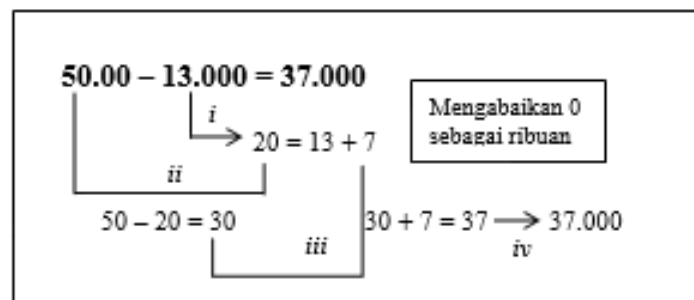 50.00 – 13.000 = 37.000
i
Mengabaikan 0
sebagai ribuan
20 = 13 + 7
ii
50 – 20 = 30
30 + 7 = 37 → 37.000
iii
iv